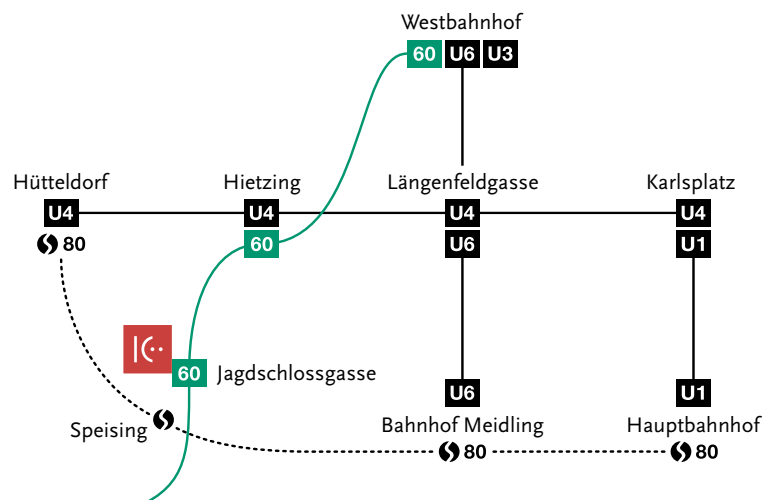 Westbahnhof
60 U6 U3
Hütteldorf
U4
80
Hietzing
U4
60
Längenfeldgasse
U4
U6
Karlsplatz
U4
U1
60
Jagdschlossgasse
Speising
U6
Bahnhof Meidling
80
U1
Hauptbahnhof
80